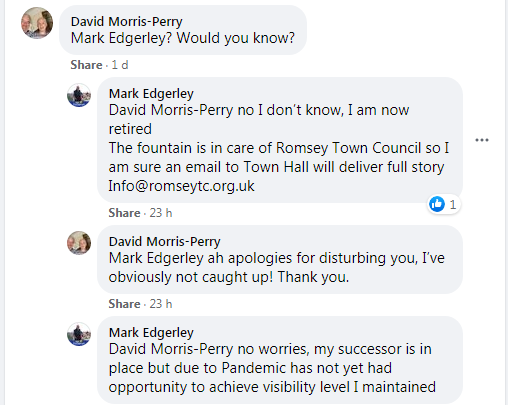 David Morris-Perry
Mark Edgerley? Would you know?
Share · 1 d
Mark Edgerley
David Morris-Perry no I don't know, I am now
retired
The fountain is in care of Romsey Town Council so I
am sure an email to Town Hall will deliver full story
Info@romseytc.org.uk
1
Share · 23 h
David Morris-Perry
Mark Edgerley ah apologies for disturbing you, I've
obviously not caught up! Thank you.
Share · 23 h
Mark Edgerley
David Morris-Perry no worries, my successor is in
place but due to Pandemic has not yet had
opportunity to achieve visibility level I maintained